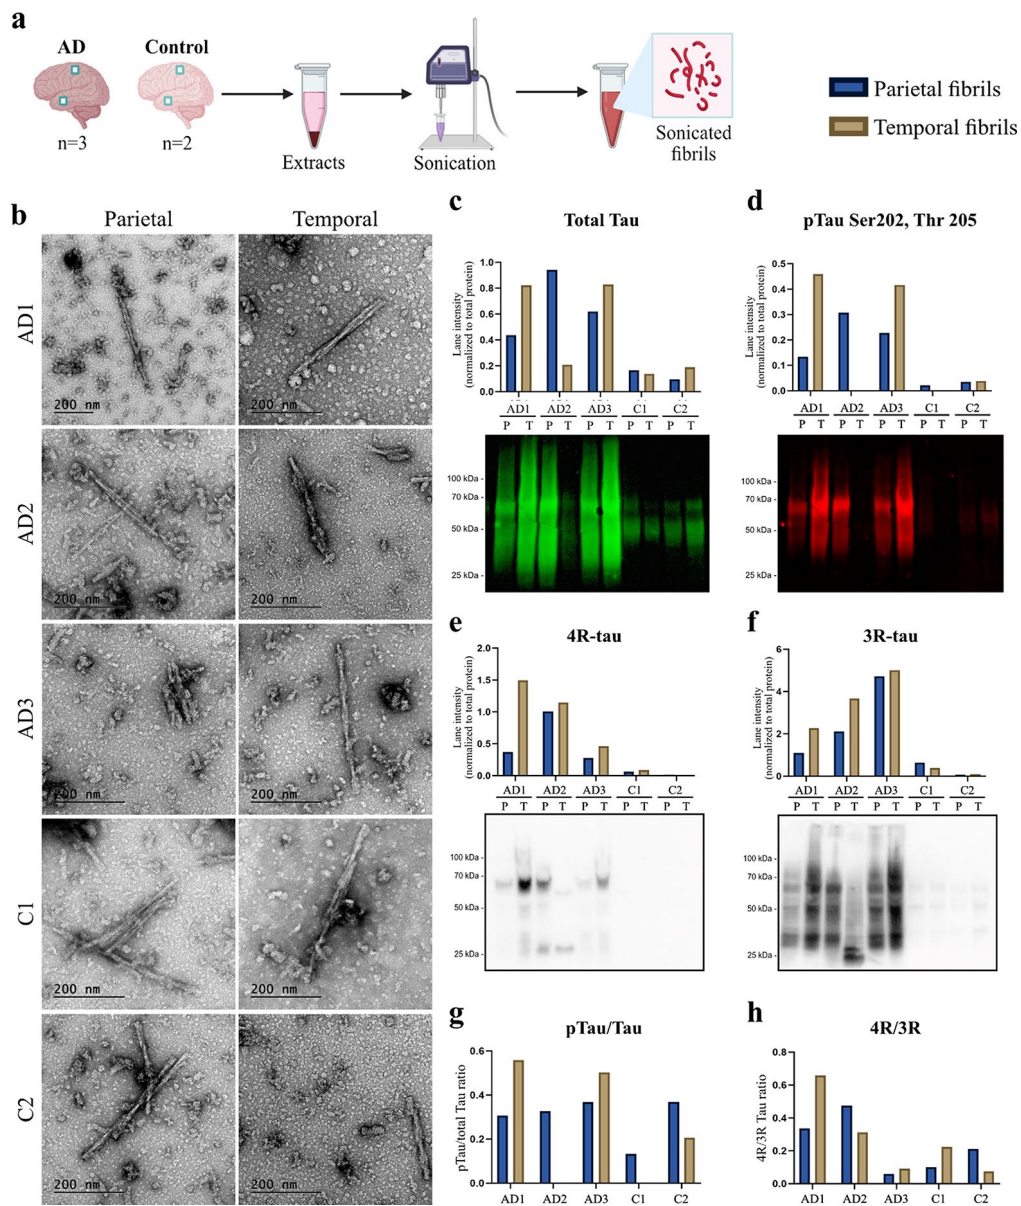 a
AD
Control
n=3
n=2
Extracts
Sonication
Sonicated
fibrils
Parietal fibrils
Temporal fibrils
b
Parietal
Temporal
AD1
200 nm
200 nm
AD2
200 nm
200 nm
AD3
200 nm
200 nm
C1
200 nm
200 nm
C2
200 nm
200 nm
c
Total Tau
Lane intensity
(normalized to total protein)
1.0
0.8
0.6
0.4
0.2
0.0
AD1 AD2 AD3 C1 C2
P T P T P T P T P T
100 kDa -
70 kDa -
50 kDa -
25 kDa -
d
pTau Ser202, Thr 205
Lane intensity
(normalized to total protein)
0.5
0.4
0.3
0.2
0.1
0.0
AD1 AD2 AD3 C1 C2
P T P T P T P T P T
100 kDa -
70 kDa -
50 kDa -
25 kDa -
e
4R-tau
Lane intensity
(normalized to total protein)
2.0
1.5
1.0
0.5
0.0
AD1 AD2 AD3 C1 C2
P T P T P T P T P T
100 kDa -
70 kDa -
50 kDa -
25 kDa -
f
3R-tau
Lane intensity
(normalized to total protein)
6
4
2
0
AD1 AD2 AD3 C1 C2
P T P T P T P T P T
100 kDa -
70 kDa -
50 kDa -
25 kDa -
g
pTau/Tau
pTau/total Tau ratio
0.6
0.4
0.2
0.0
AD1 AD2 AD3 C1 C2
h
4R/3R
4R/3R Tau ratio
0.8
0.6
0.4
0.2
0.0
AD1 AD2 AD3 C1 C2